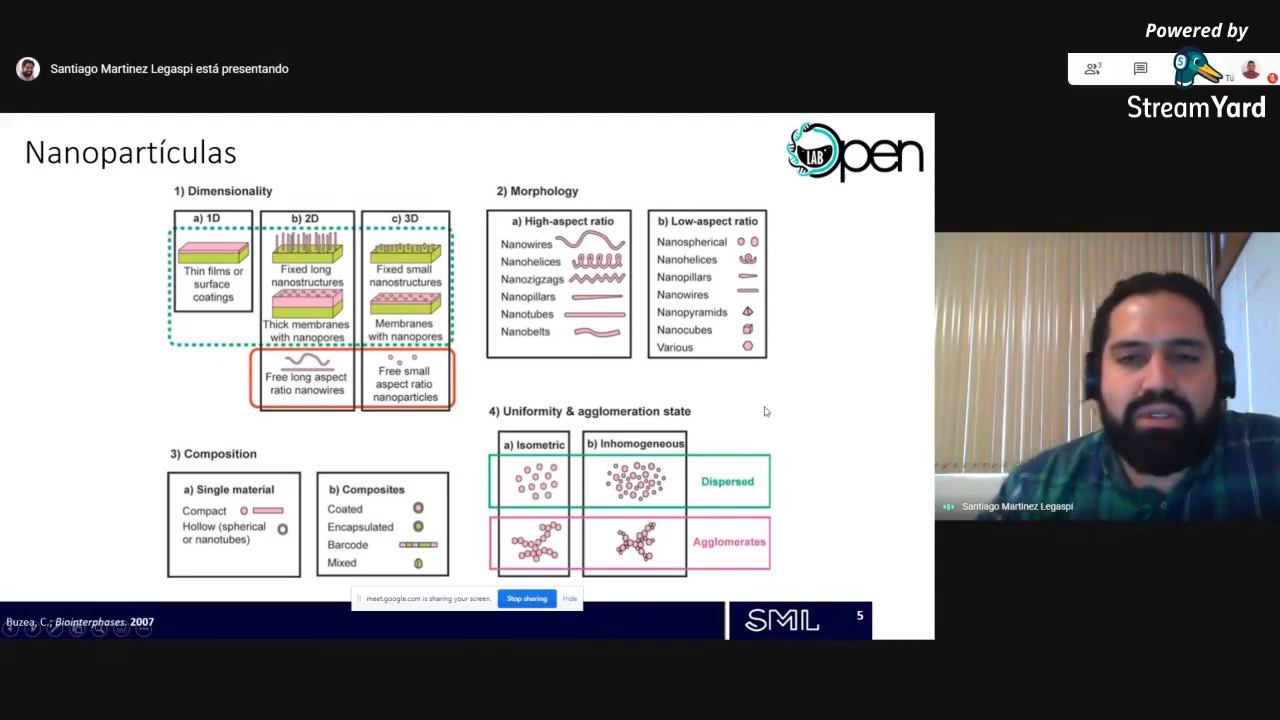 Powered by
StreamYard
Santiago Martinez Legaspi está presentando
3
Tú
Nanopartículas
LAB
Open
1) Dimensionality
a) 1D
Thin films or
surface
coatings
b) 2D
Fixed long
nanostructures
Thick membranes
with nanopores
Free long aspect
ratio nanowires
c) 3D
Fixed small
nanostructures
Membranes
with nanopores
Free small
aspect ratio
nanoparticles
2) Morphology
a) High-aspect ratio
Nanowires
Nanohelices
Nanozigzags
Nanopillars
Nanotubes
Nanobelts
b) Low-aspect ratio
Nanospherical
Nanohelices
Nanopillars
Nanowires
Nanopyramids
Nanocubes
Various
3) Composition
a) Single material
Compact
Hollow (spherical
or nanotubes)
b) Composites
Coated
Encapsulated
Barcode
Mixed
4) Uniformity & agglomeration state
a) Isometric
b) Inhomogeneous
Dispersed
Agglomerates
meet.google.com is sharing your screen.
Stop sharing
Hide
Buzea, C.; Biointerphases. 2007
SML
5
Santiago Martinez Legaspi